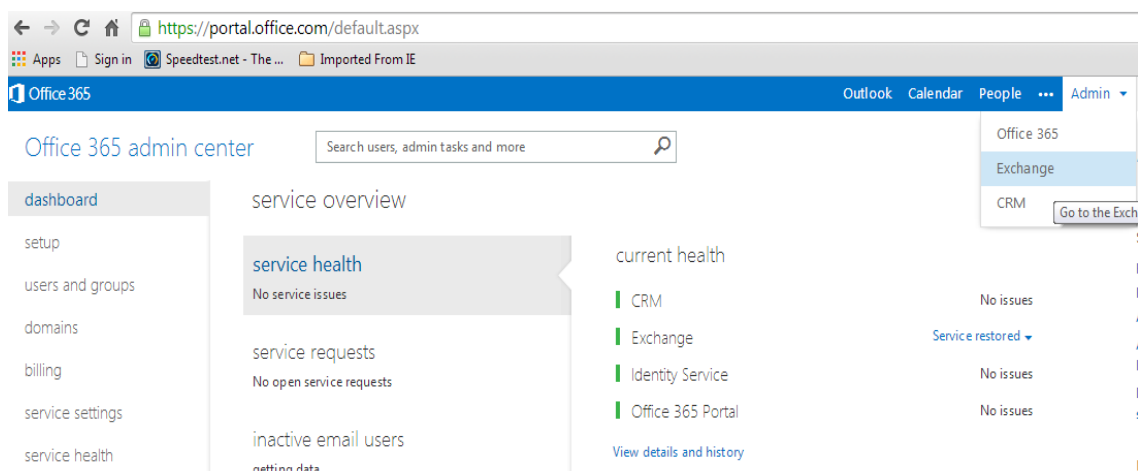 https://portal.office.com/default.aspx
Apps Sign in Speedtest.net - The ... Imported From IE
Office 365 Outlook Calendar People ••• Admin
Office 365
Exchange
CRM
Go to the Exch
Office 365 admin center Search users, admin tasks and more
dashboard
setup
users and groups
domains
billing
service settings
service health
service overview
service health
No service issues
service requests
No open service requests
inactive email users
getting data
current health
CRM No issues
Exchange Service restored
Identity Service No issues
Office 365 Portal No issues
View details and history